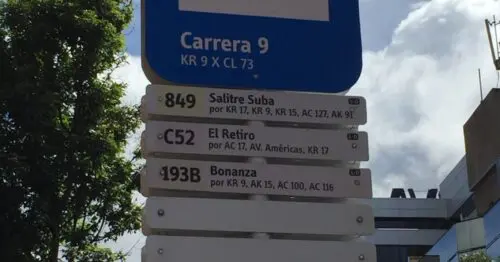 Carrera 9
KR 9 X CL 73
849 Salitre Suba
por KR 17, KR 9, KR 15, AC 127, AK 91
C52 El Retiro
por AC 17, AV. Américas, KR 17
193B Bonanza
por KR 9, AK 15, AC 100, AC 116